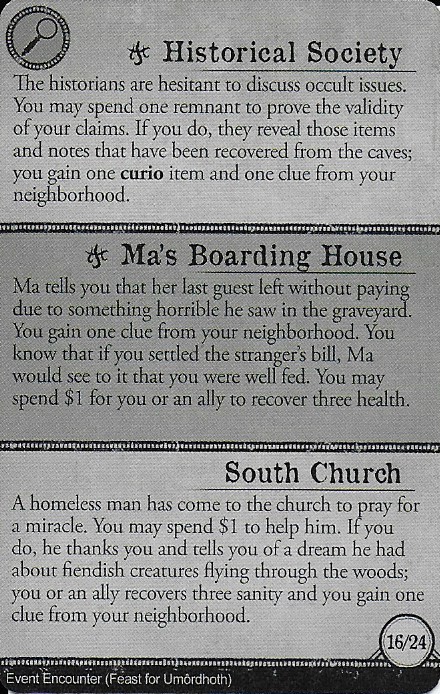 Historical Society
The historians are hesitant to discuss occult issues.
You may spend one remnant to prove the validity
of your claims. If you do, they reveal those items
and notes that have been recovered from the caves;
you gain one curio item and one clue from your
neighborhood.
Ma's Boarding House
Ma tells you that her last guest left without paying
due to something horrible he saw in the graveyard.
You gain one clue from your neighborhood. You
know that if you settled the stranger's bill, Ma
would see to it that you were well fed. You may
spend $1 for you or an ally to recover three health.
South Church
A homeless man has come to the church to pray for
a miracle. You may spend $1 to help him. If you
do, he thanks you and tells you of a dream he had
about fiendish creatures flying through the woods;
you or an ally recovers three sanity and you gain one
clue from your neighborhood.
16/24
Event Encounter (Feast for Umôrdhoth)